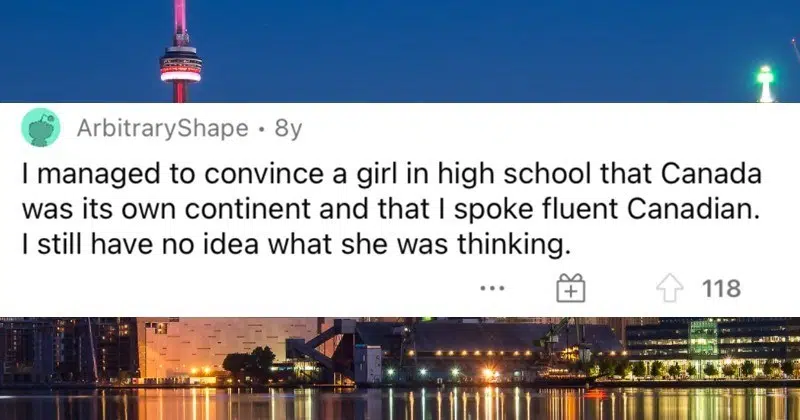 ArbitraryShape • 8y
I managed to convince a girl in high school that Canada
was its own continent and that I spoke fluent Canadian.
I still have no idea what she was thinking.
118